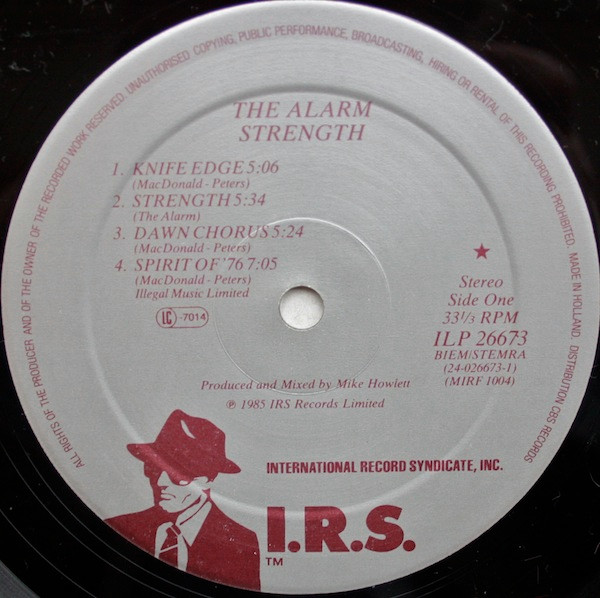 ALL RIGHTS OF THE PRODUCER AND OF THE OWNER OF THE RECORDED WORK RESERVED. UNAUTHORISED COPYING, PUBLIC PERFORMANCE, BROADCASTING, HIRING OR RENTAL OF THIS RECORDING PROHIBITED. MADE IN HOLLAND. DISTRIBUTION CBS RECORDS
THE ALARM
STRENGTH
1. KNIFE EDGE 5:06
(MacDonald - Peters)
2. STRENGTH 5:34
(The Alarm)
3. DAWN CHORUS 5:24
(MacDonald - Peters)
4. SPIRIT OF '76 7:05
(MacDonald - Peters)
Illegal Music Limited
LC -7014
★
Stereo
Side One
33 1/3 RPM
ILP 26673
BIEM/STEMRA
(24-026673-1)
(MIRF 1004)
Produced and Mixed by Mike Howlett
℗ 1985 IRS Records Limited
INTERNATIONAL RECORD SYNDICATE, INC.
I.R.S.
TM